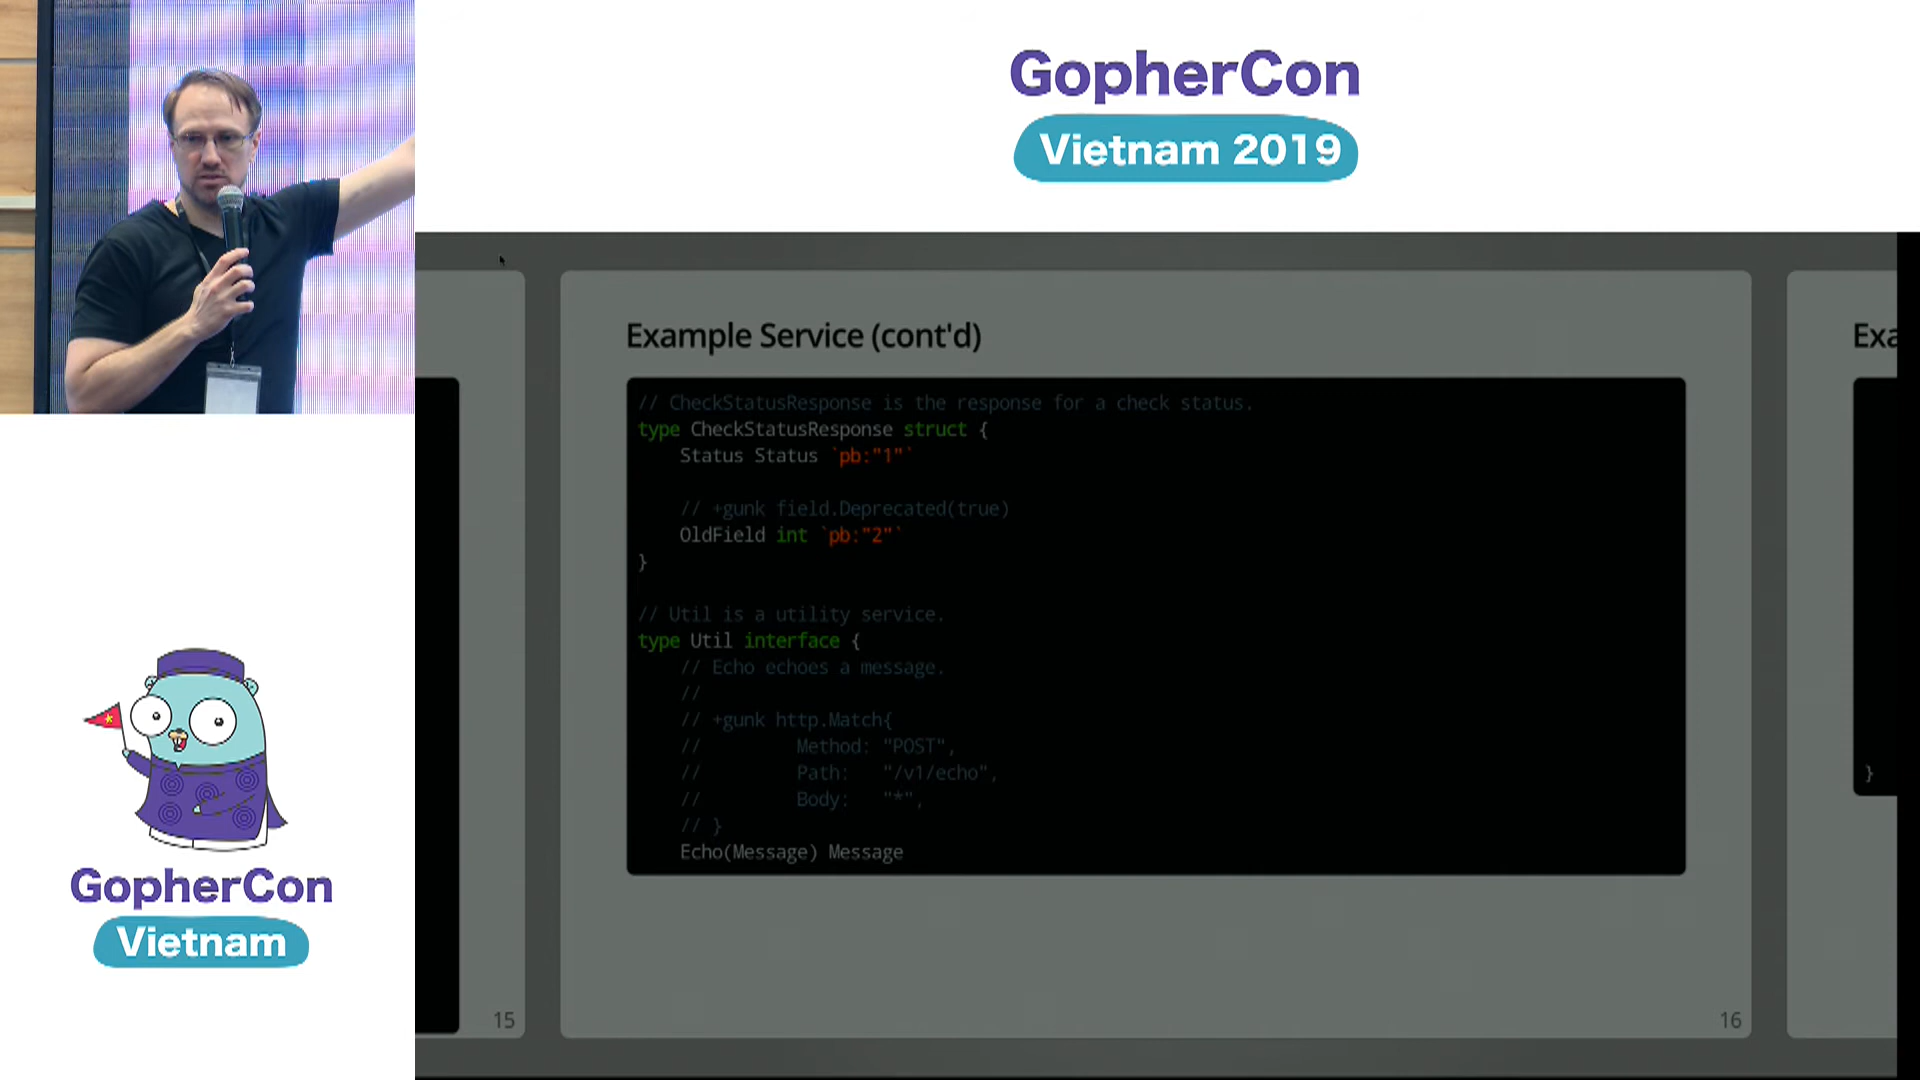 GopherCon
Vietnam 2019
Example Service (cont'd)
// CheckStatusResponse is the response for a check status.
type CheckStatusResponse struct {
Status Status `pb:"1"`
// +gunk field.Deprecated(true)
OldField int `pb:"2"`
}
// Util is a utility service.
type Util interface {
// Echo echoes a message.
//
// +gunk http.Match{
// Method: "POST",
// Path: "/v1/echo",
// Body: "*",
// }
Echo(Message) Message
16
15
Exa
}
GopherCon
Vietnam